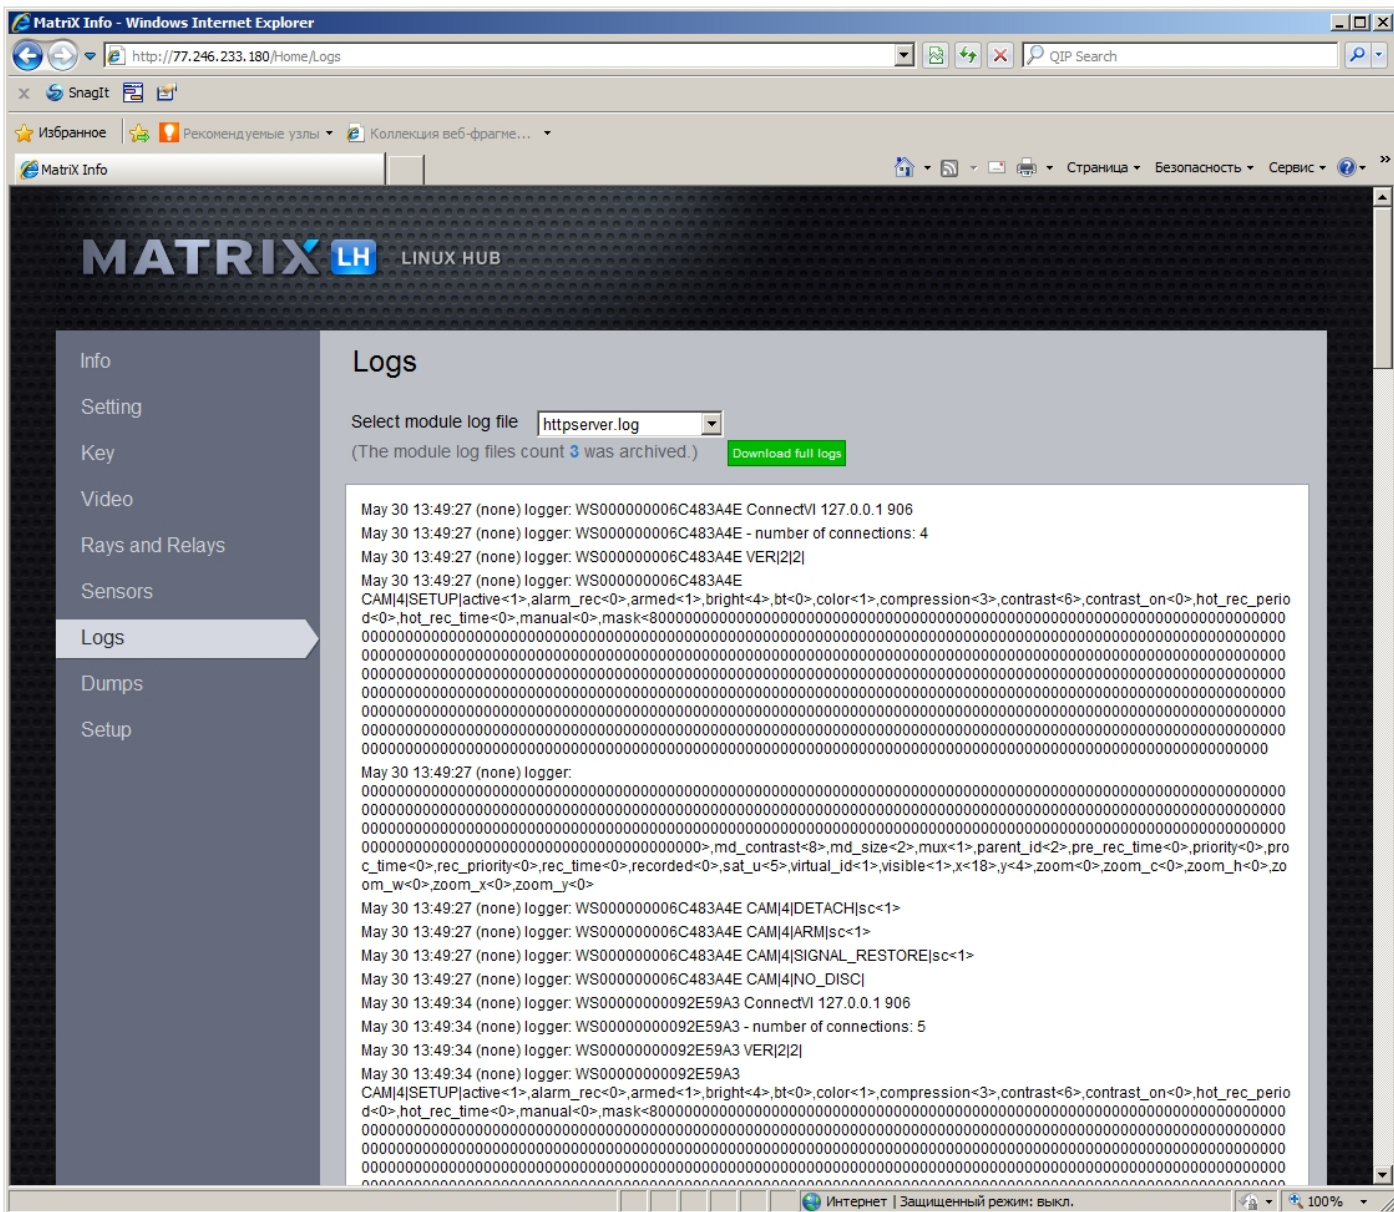 MatriX Info - Windows Internet Explorer
http://77.246.233.180/Home/Logs
QIP Search
x SnagIt
Избранное Рекомендуемые узлы Коллекция веб-фрагме...
MatriX Info
Страница Безопасность Сервис »
MATRIX LH LINUX HUB
Info
Setting
Key
Video
Rays and Relays
Sensors
Logs
Dumps
Setup
Logs
Select module log file httpserver.log
(The module log files count 3 was archived.) Download full logs
May 30 13:49:27 (none) logger: WS000000006C483A4E ConnectVI 127.0.0.1 906
May 30 13:49:27 (none) logger: WS000000006C483A4E - number of connections: 4
May 30 13:49:27 (none) logger: WS000000006C483A4E VER|2|2|
May 30 13:49:27 (none) logger: WS000000006C483A4E
CAM|4|SETUP|active<1>,alarm_rec<0>,armed<1>,bright<4>,bt<0>,color<1>,compression<3>,contrast<6>,contrast_on<0>,hot_rec_perio
d<0>,hot_rec_time<0>,manual<0>,
May 30 13:49:27 (none) logger:
,md_contrast<8>,md_size<2>,mux<1>,parent_id<2>,pre_rec_time<0>,priority<0>,pro
c_time<0>,rec_priority<0>,rec_time<0>,recorded<0>,sat_u<5>,virtual_id<1>,visible<1>,x<18>,y<4>,zoom<0>,zoom_c<0>,zoom_h<0>,zo
om_w<0>,zoom_x<0>,zoom_y<0>
May 30 13:49:27 (none) logger: WS000000006C483A4E CAM|4|DETACH|sc<1>
May 30 13:49:27 (none) logger: WS000000006C483A4E CAM|4|ARM|sc<1>
May 30 13:49:27 (none) logger: WS000000006C483A4E CAM|4|SIGNAL_RESTORE|sc<1>
May 30 13:49:27 (none) logger: WS000000006C483A4E CAM|4|NO_DISC|
May 30 13:49:34 (none) logger: WS00000000092E59A3 ConnectVI 127.0.0.1 906
May 30 13:49:34 (none) logger: WS00000000092E59A3 - number of connections: 5
May 30 13:49:34 (none) logger: WS00000000092E59A3 VER|2|2|
May 30 13:49:34 (none) logger: WS00000000092E59A3
CAM|4|SETUP|active<1>,alarm_rec<0>,armed<1>,bright<4>,bt<0>,color<1>,compression<3>,contrast<6>,contrast_on<0>,hot_rec_perio
d<0>,hot_rec_time<0>,manual<0>,
Интернет | Защищенный режим: выкл. 100%